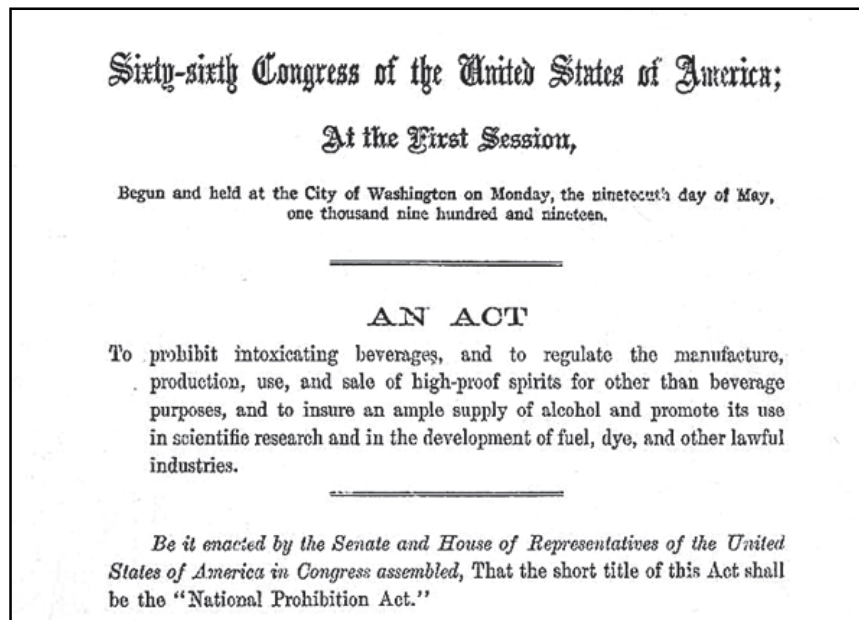 Sixty-sixth Congress of the United States of America;
At the First Session,
Begun and held at the City of Washington on Monday, the nineteenth day of May,
one thousand nine hundred and nineteen.
AN ACT
To prohibit intoxicating beverages, and to regulate the manufacture,
production, use, and sale of high-proof spirits for other than beverage
purposes, and to insure an ample supply of alcohol and promote its use
in scientific research and in the development of fuel, dye, and other lawful
industries.
Be it enacted by the Senate and House of Representatives of the United
States of America in Congress assembled, That the short title of this Act shall
be the "National Prohibition Act."